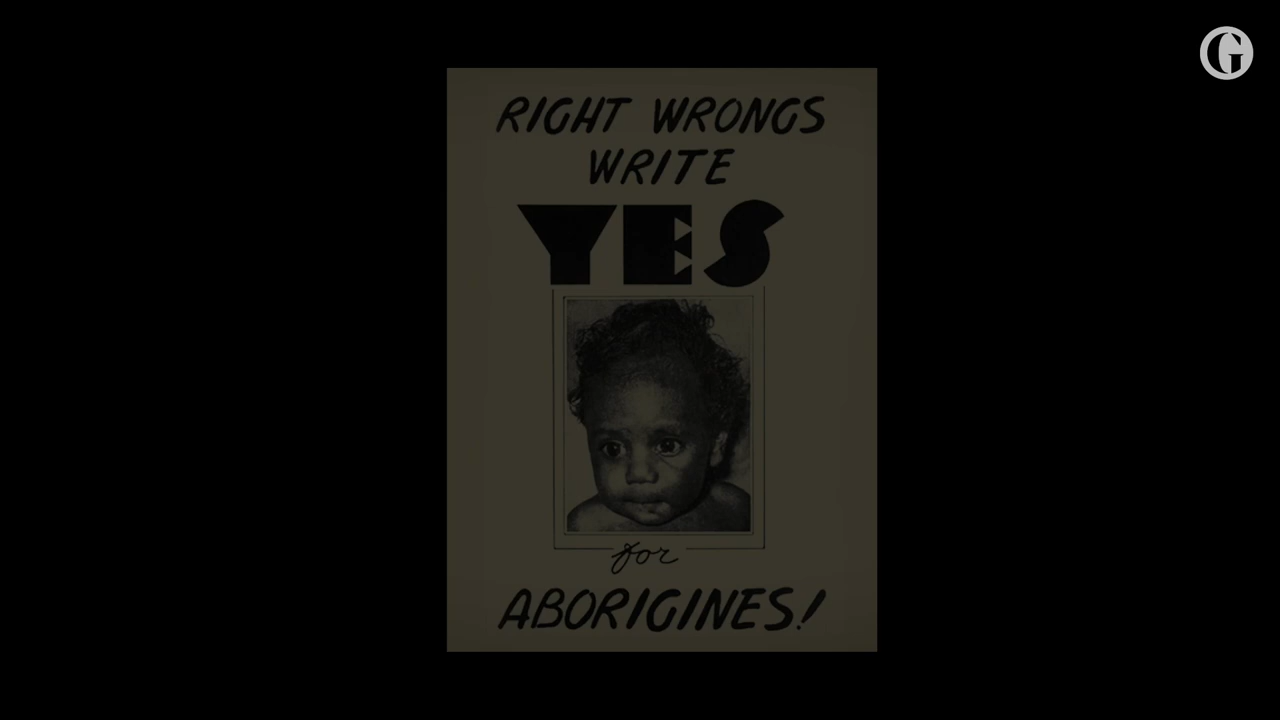 RIGHT WRONGS
WRITE
YES
for
ABORIGINES!
G